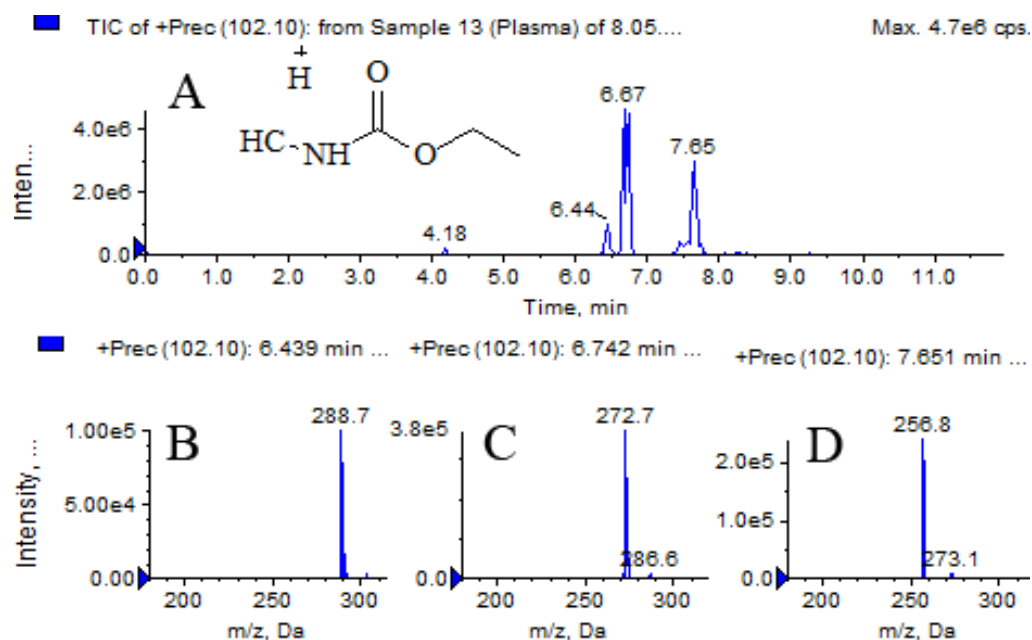 TIC of +Prec (102.10): from Sample 13 (Plasma) of 8.05.... Max. 4.7e6 cps.
A
+
H
O
HC
NH
O
Inten...
4.0e6
2.0e6
0.0
4.18
6.44
6.67
7.65
0.0 1.0 2.0 3.0 4.0 5.0 6.0 7.0 8.0 9.0 10.0 11.0
Time, min
+Prec (102.10): 6.439 min ...
B
288.7
Intensity, ...
1.00e5
5.00e4
0.00
200 250 300
m/z, Da
+Prec (102.10): 6.742 min ...
C
272.7
286.6
3.8e5
0.0
200 250 300
m/z, Da
+Prec (102.10): 7.651 min ...
D
256.8
273.1
2.0e5
1.0e5
0.0
200 250 300
m/z, Da